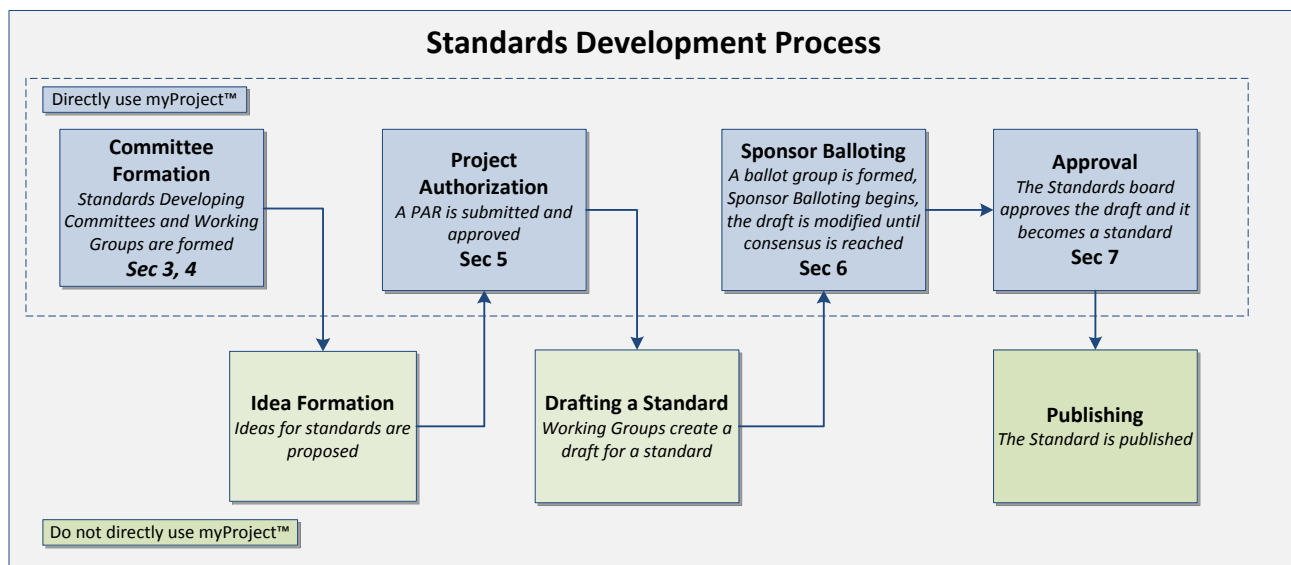 Standards Development Process
Directly use myProject™
Committee
Formation
Standards Developing
Committees and Working
Groups are formed
Sec 3, 4
Project
Authorization
A PAR is submitted and
approved
Sec 5
Sponsor Balloting
A ballot group is formed,
Sponsor Balloting begins,
the draft is modified until
consensus is reached
Sec 6
Approval
The Standards board
approves the draft and it
becomes a standard
Sec 7
Idea Formation
Ideas for standards are
proposed
Drafting a Standard
Working Groups create a
draft for a standard
Publishing
The Standard is published
Do not directly use myProject™